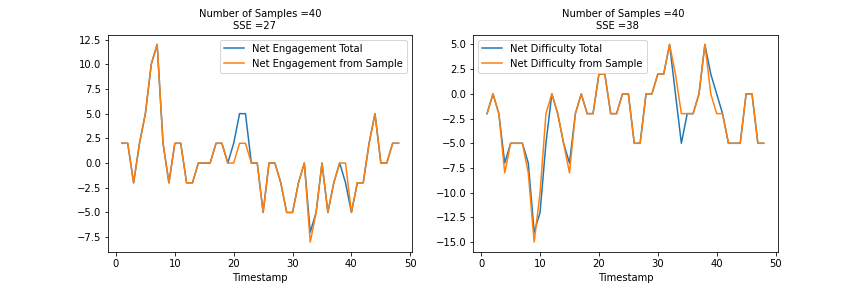 Number of Samples =40
SSE =27
12.5
10.0
7.5
5.0
2.5
0.0
−2.5
−5.0
−7.5
Net Engagement Total
Net Engagement from Sample
0 10 20 30 40 50
Timestamp
Number of Samples =40
SSE =38
5.0
2.5
0.0
−2.5
−5.0
−7.5
−10.0
−12.5
−15.0
Net Difficulty Total
Net Difficulty from Sample
0 10 20 30 40 50
Timestamp